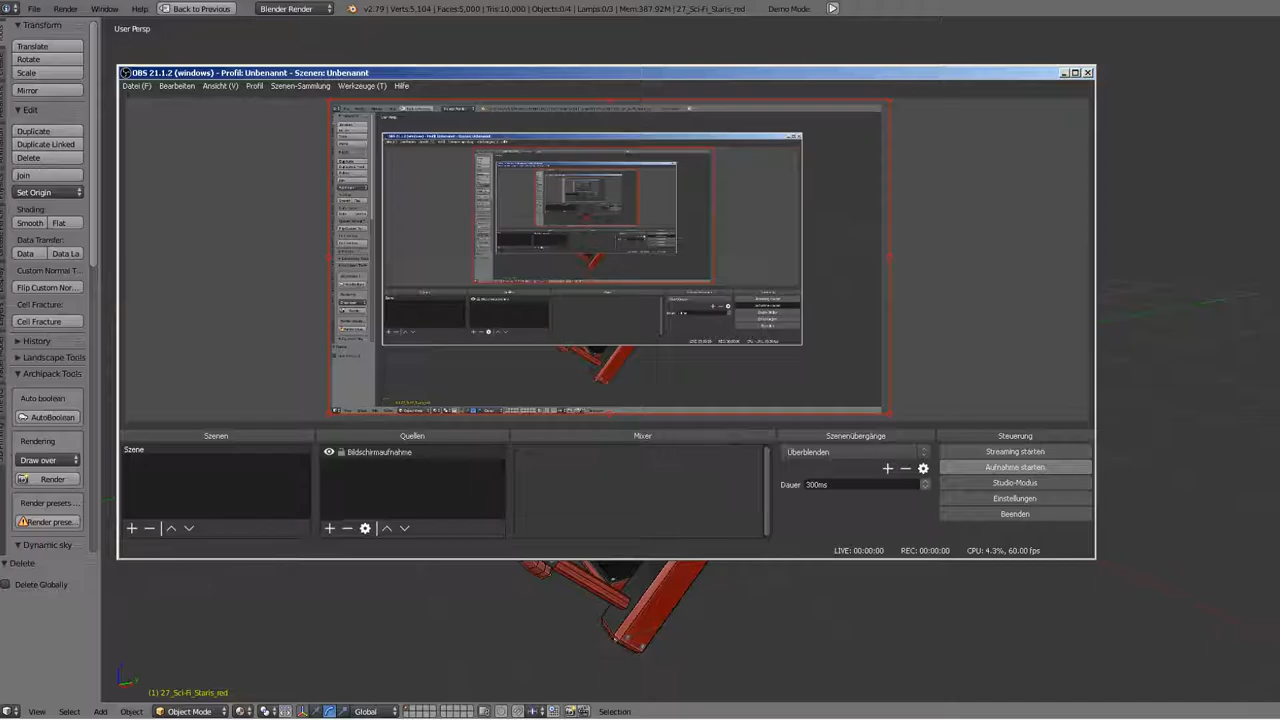 File Render Window Help Back to Previous Blender Render v2.79 | Verts:5,104 | Faces:5,000 | Tris:10,000 | Objects:0/4 | Lamps:0/3 | Mem:387.92M | 27_Sci-Fi_Staris_red Demo Mode
Transform
User Persp
Translate
Rotate
Scale
Mirror
Edit
Duplicate
Duplicate Linked
Delete
Join
Set Origin
Shading:
Smooth Flat
Data Transfer:
Data Data La
Custom Normal T...
Flip Custom Nor...
Cell Fracture:
Cell Fracture
History
Landscape Tools
Archipack Tools
Auto boolean
AutoBoolean
Rendering
Draw over
Render
Render presets...
Render prese...
Dynamic sky
Delete
Delete Globally
OBS 21.1.2 (windows) - Profil: Unbenannt - Szenen: Unbenannt
Datei (F) Bearbeiten Ansicht (V) Profil Szenen-Sammlung Werkzeuge (T) Hilfe
Szenen Quellen Mixer Szenenübergänge Steuerung
Szene Bildschirmaufnahme Überblenden Streaming starten
Aufnahme starten
Dauer 300ms Studio-Modus
Einstellungen
Beenden
LIVE: 00:00:00 REC: 00:00:00 CPU: 4.3%, 60.00 fps
(1) 27_Sci-Fi_Staris_red
View Select Add Object Object Mode Global Selection